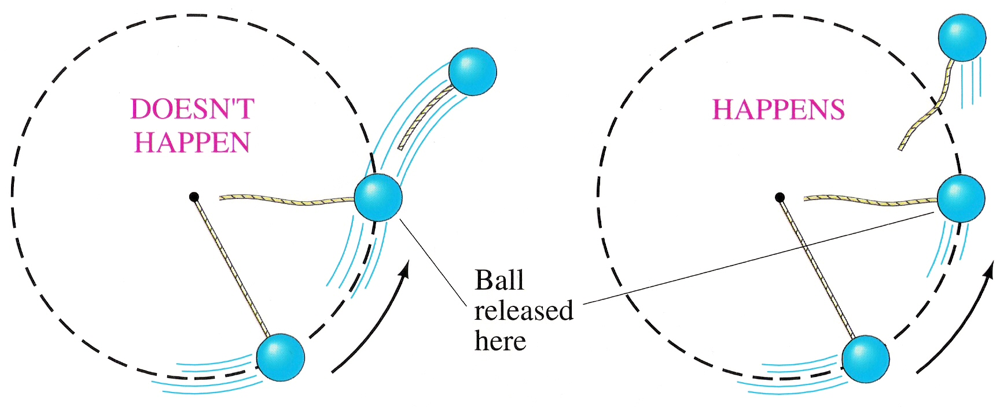 DOESN'T
HAPPEN
HAPPENS
Ball
released
here